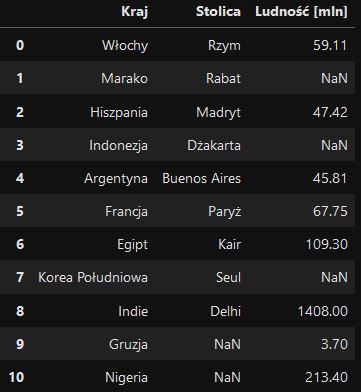 Kraj Stolica Ludność [mln]
0 Włochy Rzym 59.11
1 Marako Rabat NaN
2 Hiszpania Madryt 47.42
3 Indonezja Dżakarta NaN
4 Argentyna Buenos Aires 45.81
5 Francja Paryż 67.75
6 Egipt Kair 109.30
7 Korea Południowa Seul NaN
8 Indie Delhi 1408.00
9 Gruzja NaN 3.70
10 Nigeria NaN 213.40